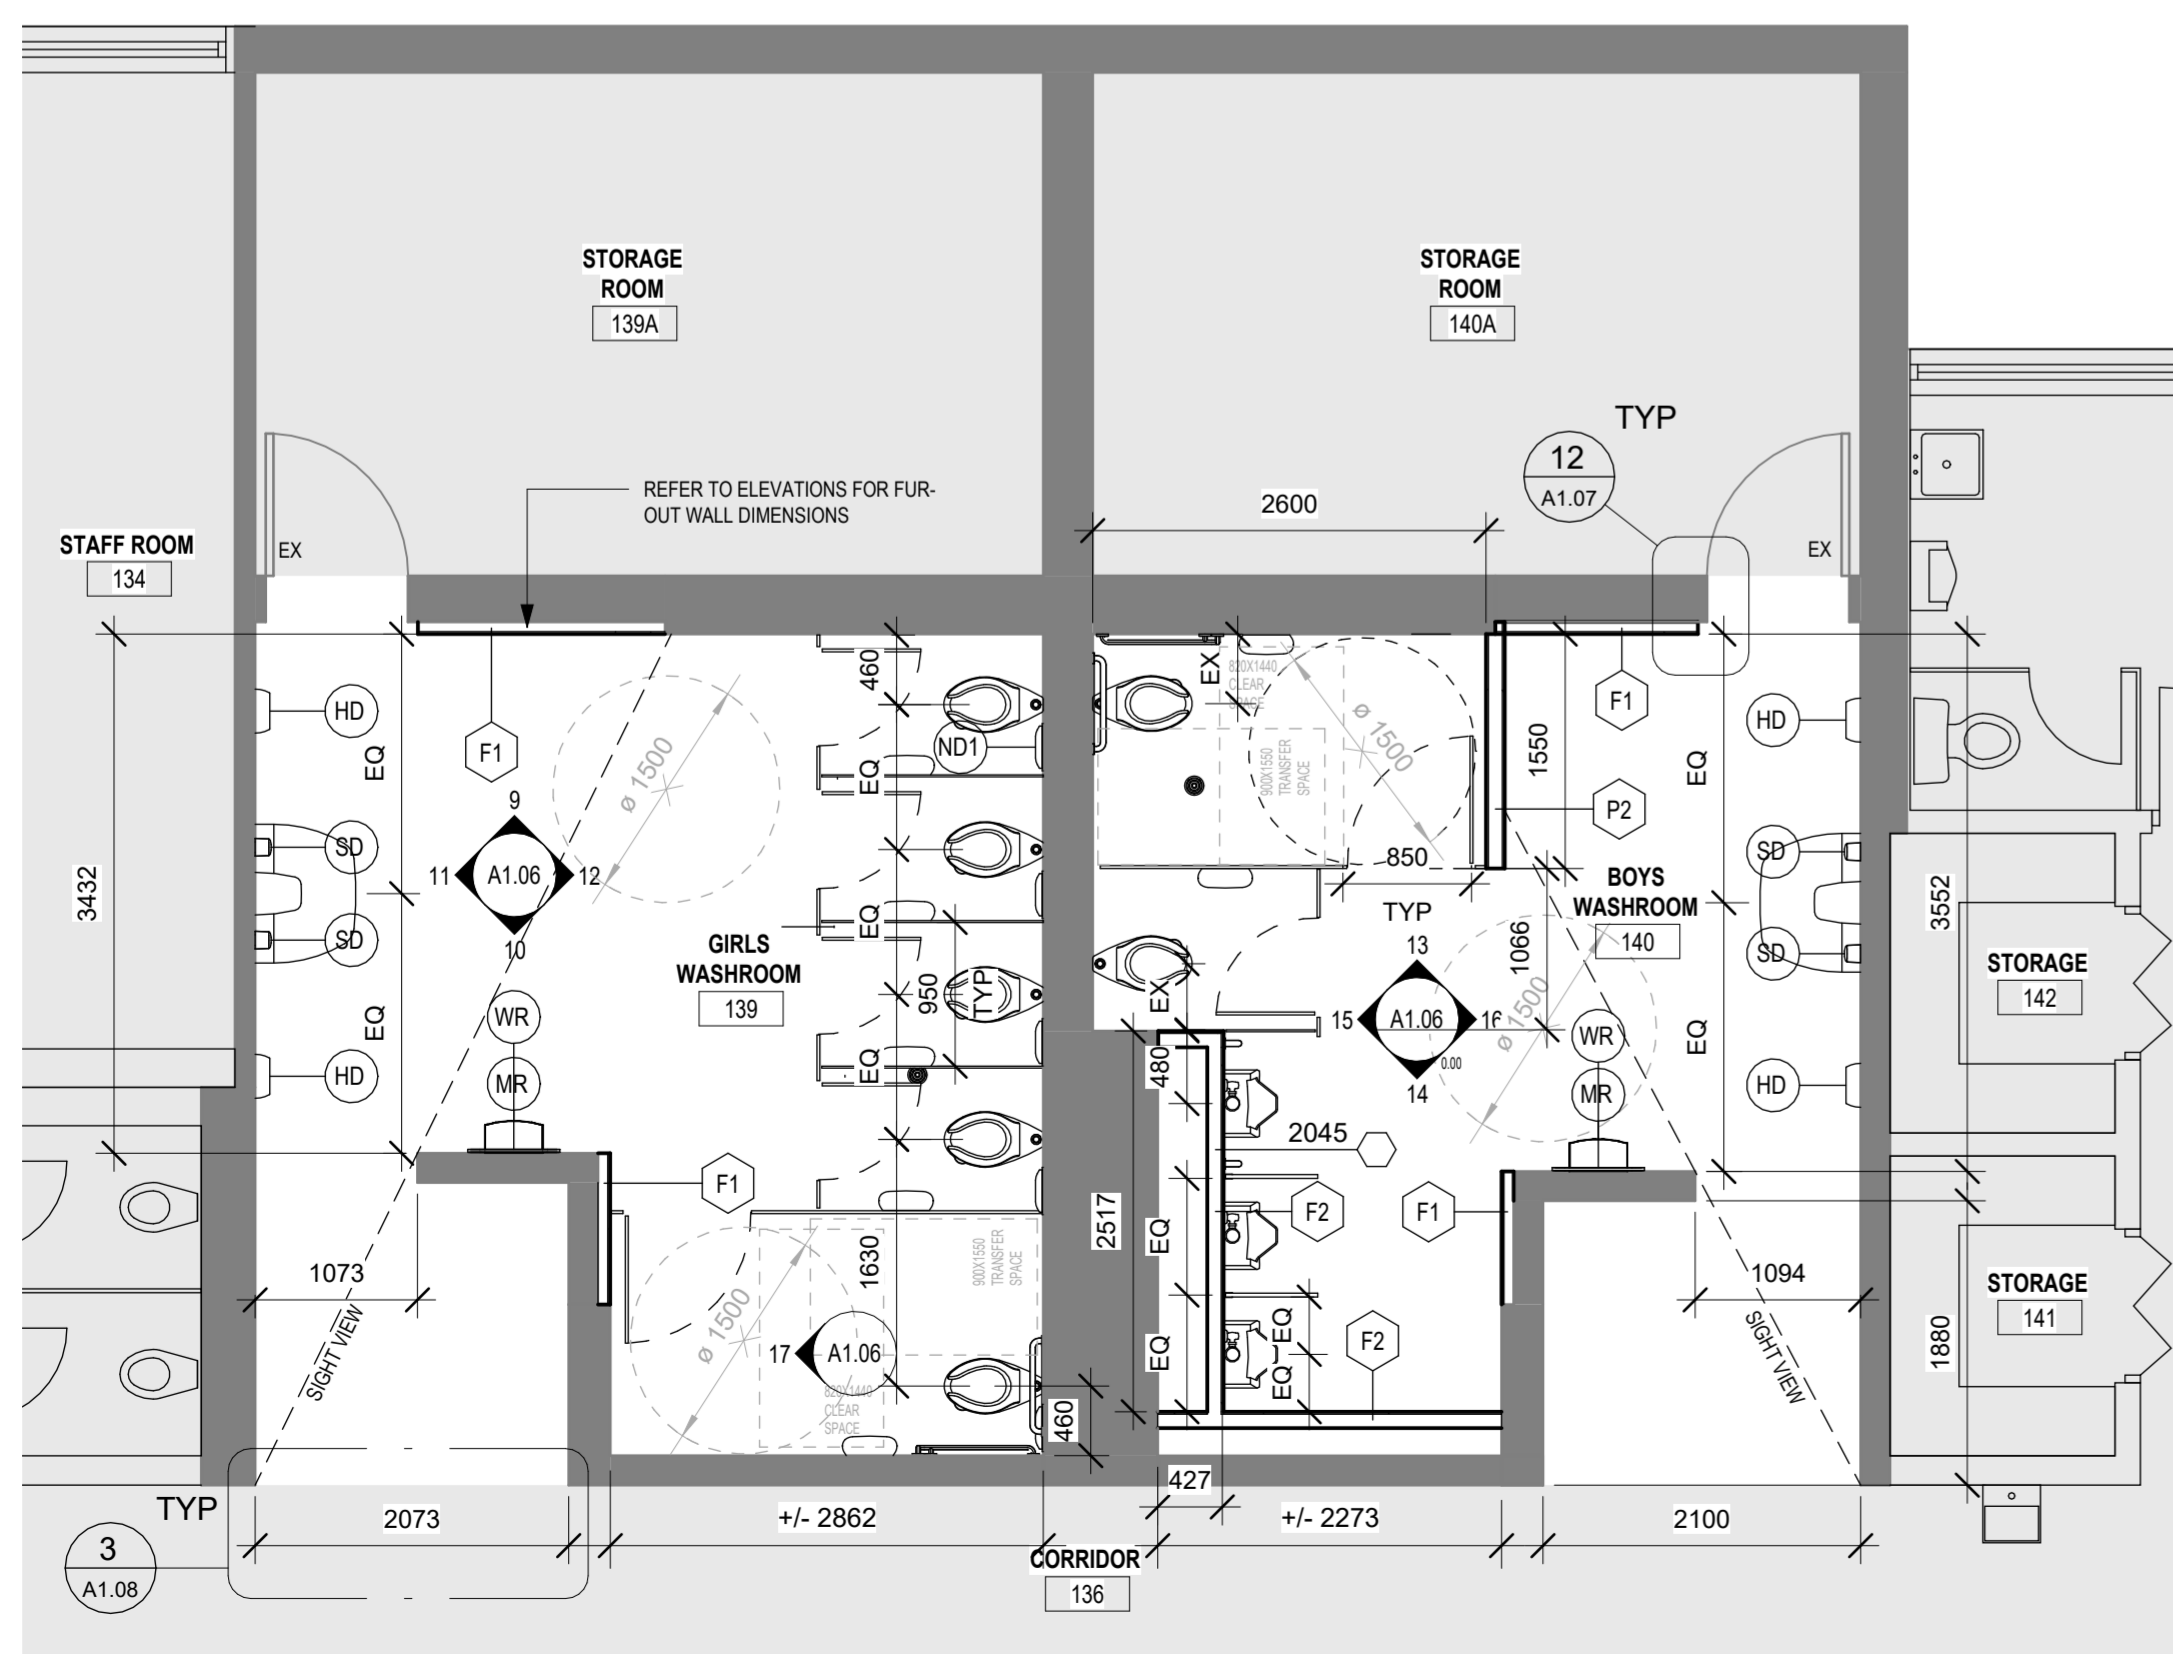 STORAGE
ROOM
139A
STORAGE
ROOM
140A
TYP
12
A1.07
REFER TO ELEVATIONS FOR FUR-
OUT WALL DIMENSIONS
2600
STAFF ROOM
134
EX
EX
460
EX
820X1440
CLEAR
SPACE
F1
HD
HD
ND1
F1
EQ
ø 1500
EQ
900X1550
TRANSFER
SPACE
ø 1500
1550
EQ
P2
9
SD
SD
850
11
A1.06
12
BOYS
WASHROOM
140
3432
EQ
TYP
3552
10
SD
GIRLS
WASHROOM
139
1066
SD
13
STORAGE
142
950
TYP
EX
WR
15
A1.06
16
ø 1500
WR
EQ
EQ
EQ
0.00
HD
MR
480
14
MR
HD
2045
F1
F2
F1
2517
EQ
1630
900X1550
TRANSFER
SPACE
1073
1094
STORAGE
141
ø 1500
EQ
F2
1880
SIGHT VIEW
17
A1.06
EQ
EQ
SIGHT VIEW
820X1440
CLEAR
SPACE
460
427
TYP
2073
+/- 2862
+/- 2273
2100
3
A1.08
CORRIDOR
136